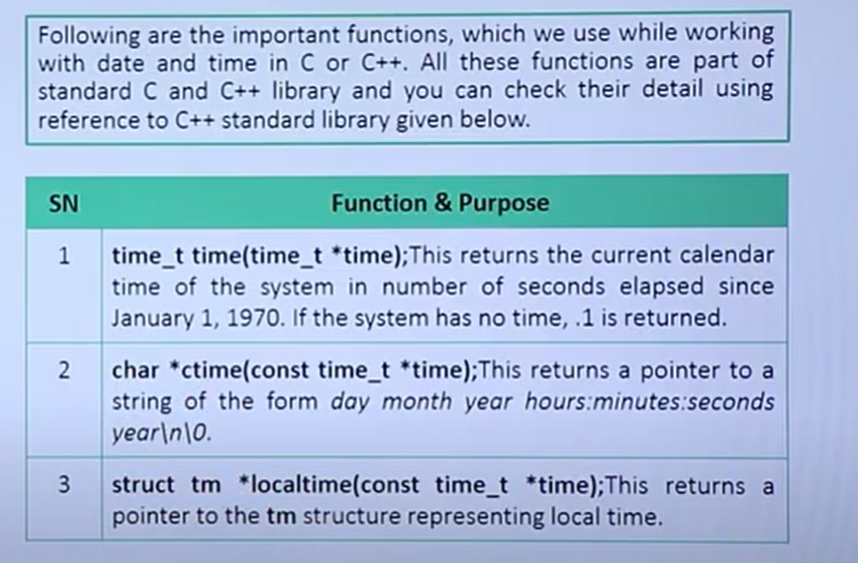 Following are the important functions, which we use while working
with date and time in C or C++. All these functions are part of
standard C and C++ library and you can check their detail using
reference to C++ standard library given below.
SN Function & Purpose
1 time_t time(time_t *time);This returns the current calendar
time of the system in number of seconds elapsed since
January 1, 1970. If the system has no time, .1 is returned.
2 char *ctime(const time_t *time);This returns a pointer to a
string of the form day month year hours:minutes:seconds
year\n\0.
3 struct tm *localtime(const time_t *time);This returns a
pointer to the tm structure representing local time.